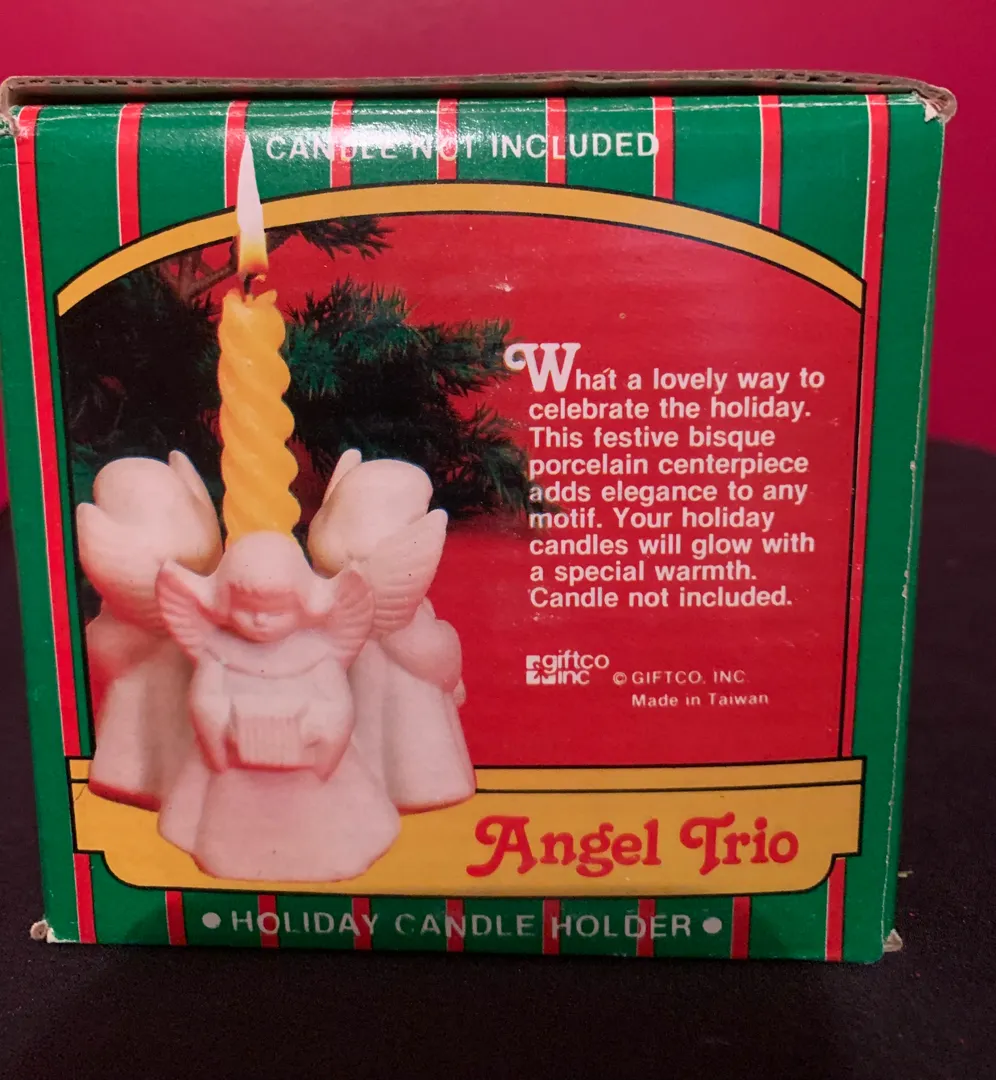 CANDLE NOT INCLUDED
What a lovely way to
celebrate the holiday.
This festive bisque
porcelain centerpiece
adds elegance to any
motif. Your holiday
candles will glow with
a special warmth.
Candle not included.
giftco
inc
© GIFTCO, INC.
Made in Taiwan
Angel Trio
• HOLIDAY CANDLE HOLDER •